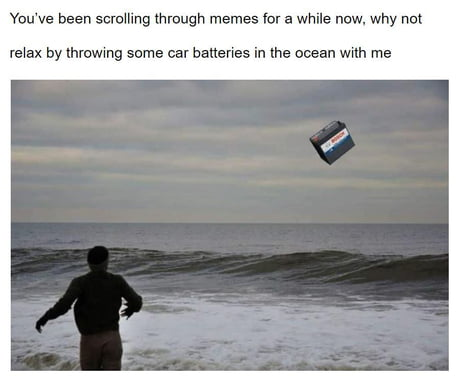 You've been scrolling through memes for a while now, why not
relax by throwing some car batteries in the ocean with me
BOSCH